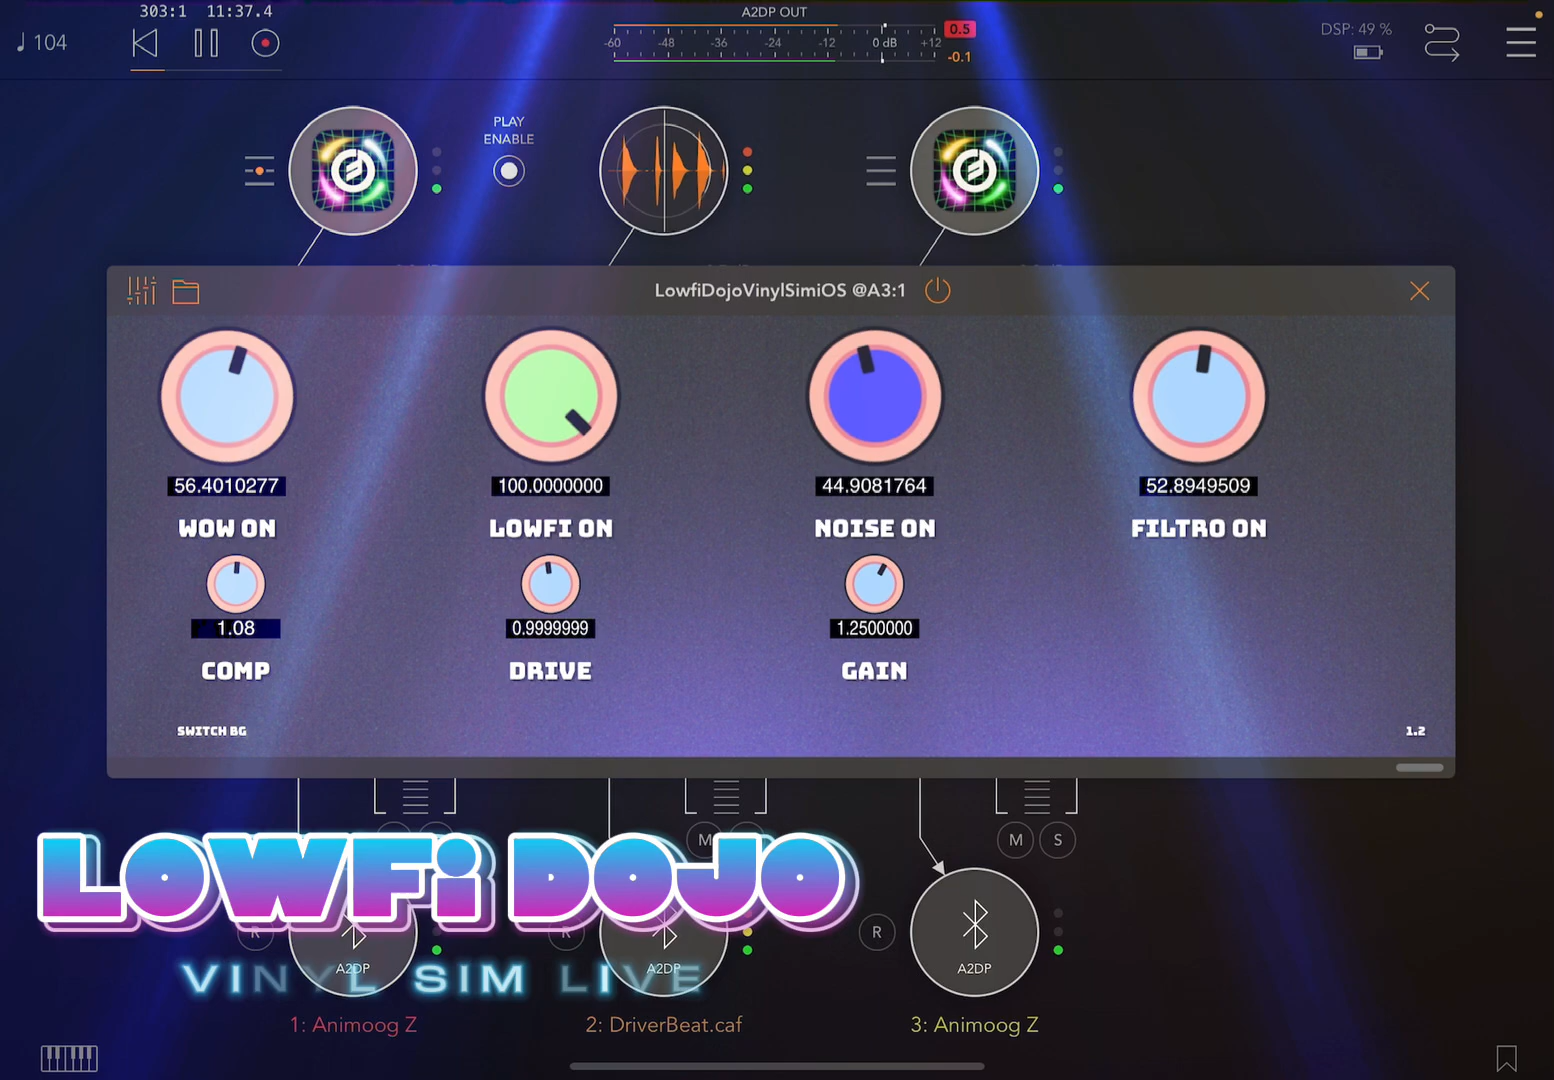 303:1 11:37.4
A2DP OUT
104
-60 -48 -36 -24 -12 0 dB +12
0.5
-0.1
DSP: 49 %
PLAY
ENABLE
LowfiDojoVinylSimiOS @A3:1
56.4010277
100.0000000
44.9081764
52.8949509
WOW ON
LOWFI ON
NOISE ON
FILTRO ON
1.08
0.9999999
1.2500000
COMP
DRIVE
GAIN
SWITCH BG
1.2
M
M S
LOWFi DOJO
R
R
R
A2DP
A2DP
A2DP
VINYL SIM LIVE
1: Animoog Z
2: DriverBeat.caf
3: Animoog Z